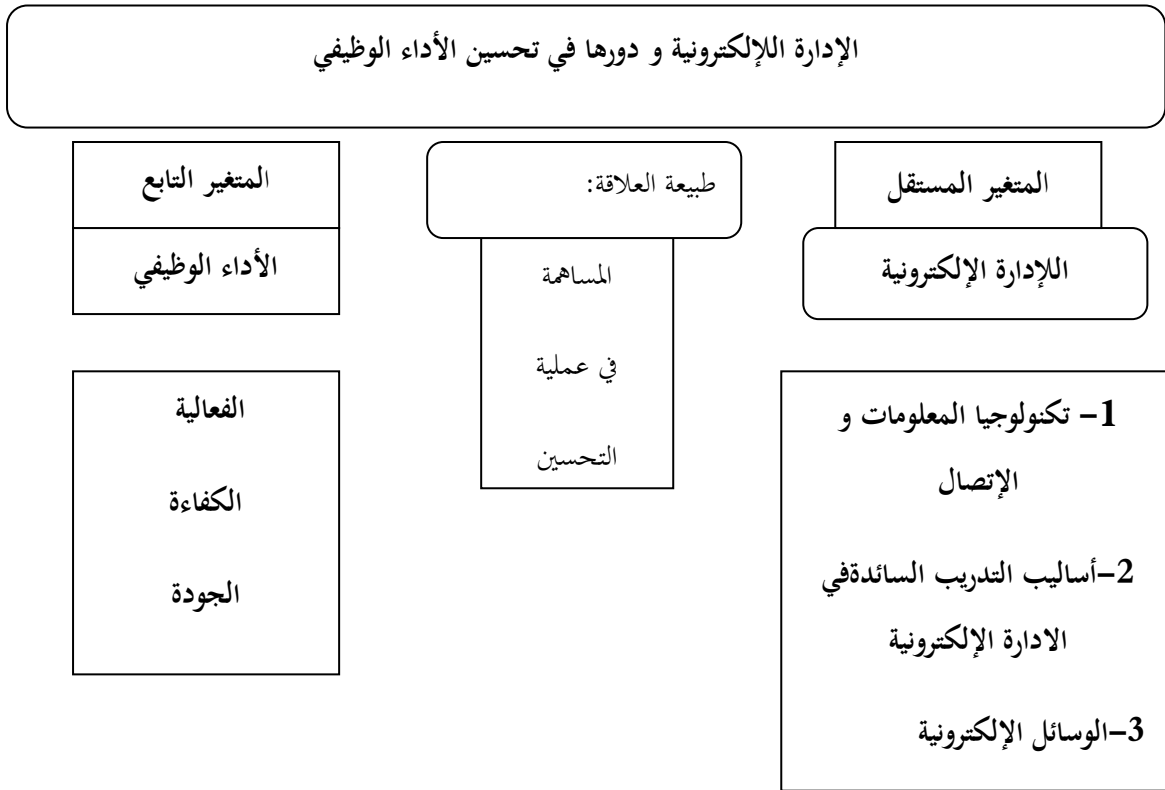 الإدارة اللإلكترونية و دورها في تحسين الأداء الوظيفي
المتغير المستقل
اللإدارة الإلكترونية
1- تكنولوجيا المعلومات و
الإتصال
2-أساليب التدريب السائدةفي
الادارة الإلكترونية
3-الوسائل الإلكترونية
طبيعة العلاقة:
المساهمة
في عملية
التحسين
المتغير التابع
الأداء الوظيفي
الفعالية
الكفاءة
الجودة